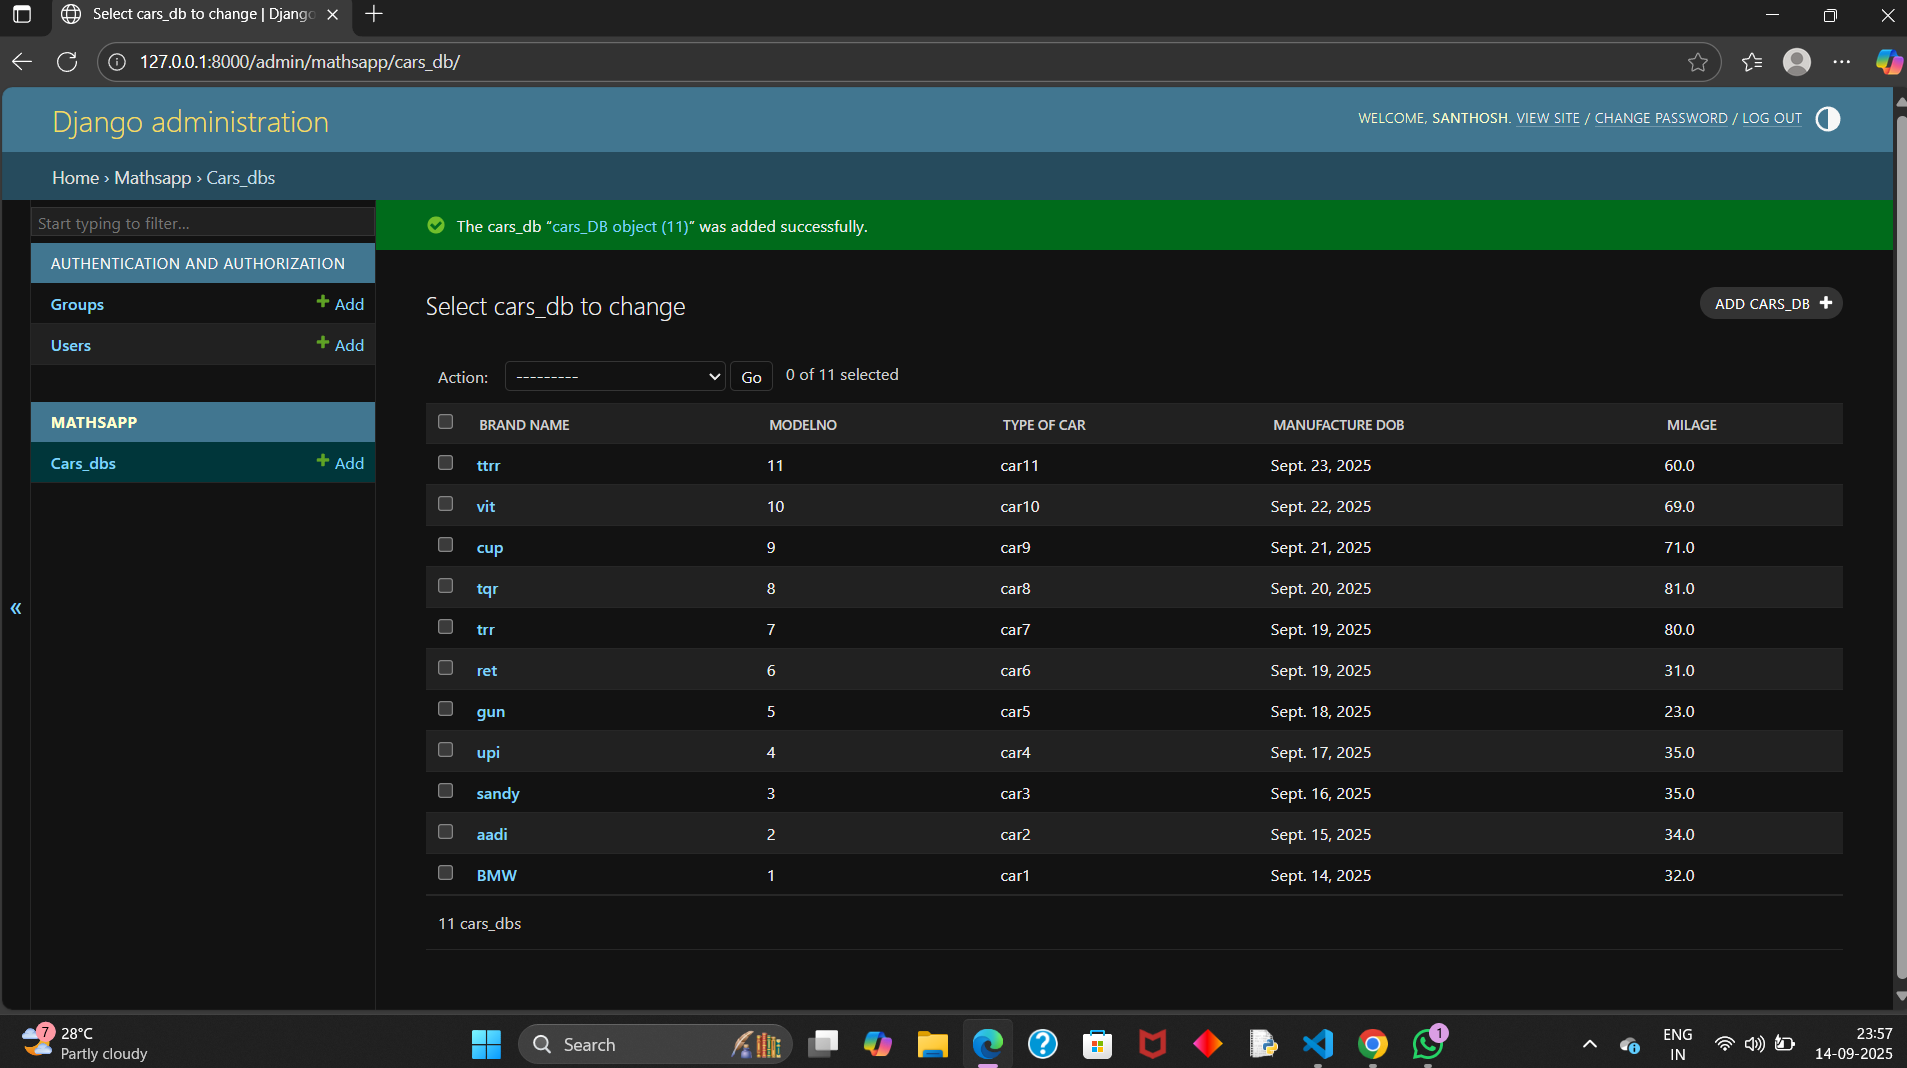 Select cars_db to change | Django
127.0.0.1:8000/admin/mathsapp/cars_db/
Django administration
WELCOME, SANTHOSH. VIEW SITE / CHANGE PASSWORD / LOG OUT
Home › Mathsapp › Cars_dbs
Start typing to filter...
The cars_db “cars_DB object (11)” was added successfully.
AUTHENTICATION AND AUTHORIZATION
Groups + Add
Users + Add
MATHSAPP
Cars_dbs + Add
«
Select cars_db to change
ADD CARS_DB +
Action: --------- Go 0 of 11 selected
BRAND NAME MODELNO TYPE OF CAR MANUFACTURE DOB MILAGE
ttrr 11 car11 Sept. 23, 2025 60.0
vit 10 car10 Sept. 22, 2025 69.0
cup 9 car9 Sept. 21, 2025 71.0
tqr 8 car8 Sept. 20, 2025 81.0
trr 7 car7 Sept. 19, 2025 80.0
ret 6 car6 Sept. 19, 2025 31.0
gun 5 car5 Sept. 18, 2025 23.0
upi 4 car4 Sept. 17, 2025 35.0
sandy 3 car3 Sept. 16, 2025 35.0
aadi 2 car2 Sept. 15, 2025 34.0
BMW 1 car1 Sept. 14, 2025 32.0
11 cars_dbs
7
28°C
Partly cloudy
Search
1
ENG
IN
23:57
14-09-2025